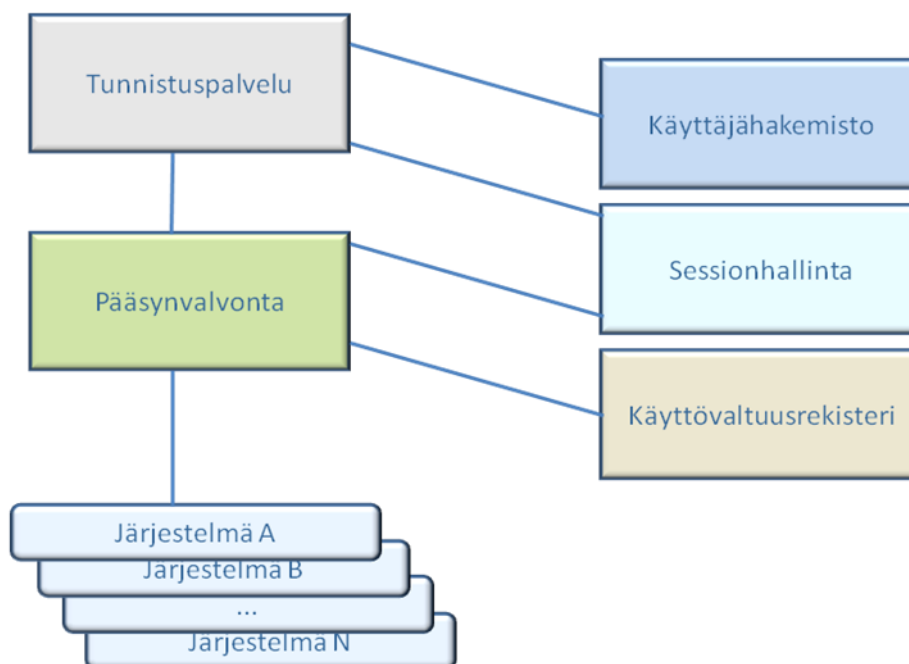 Tunnistuspalvelu
Käyttäjähakemisto
Sessionhallinta
Pääsynvalvonta
Käyttövaltuusrekisteri
Järjestelmä A
Järjestelmä B
...
Järjestelmä N